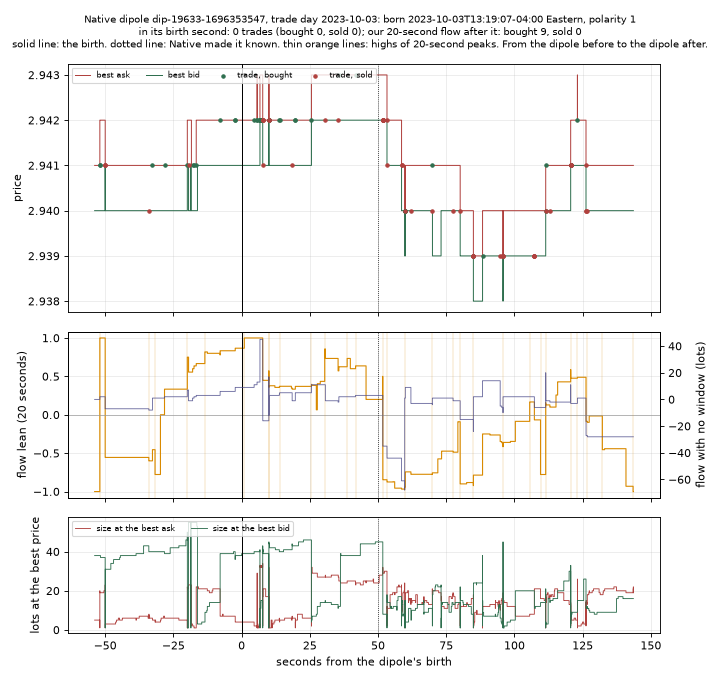 Native dipole dip-19633-1696353547, trade day 2023-10-03: born 2023-10-03T13:19:07-04:00 Eastern, polarity 1
in its birth second: 0 trades (bought 0, sold 0); our 20-second flow after it: bought 9, sold 0
solid line: the birth. dotted line: Native made it known. thin orange lines: highs of 20-second peaks. From the dipole before to the dipole after.
best ask best bid trade, bought trade, sold
2.943
2.942
2.941
2.940
2.939
2.938
price
1.0
0.5
0.0
−0.5
−1.0
flow lean (20 seconds)
40
20
0
−20
−40
−60
flow with no window (lots)
size at the best ask size at the best bid
40
20
0
lots at the best price
−50 −25 0 25 50 75 100 125 150
seconds from the dipole's birth